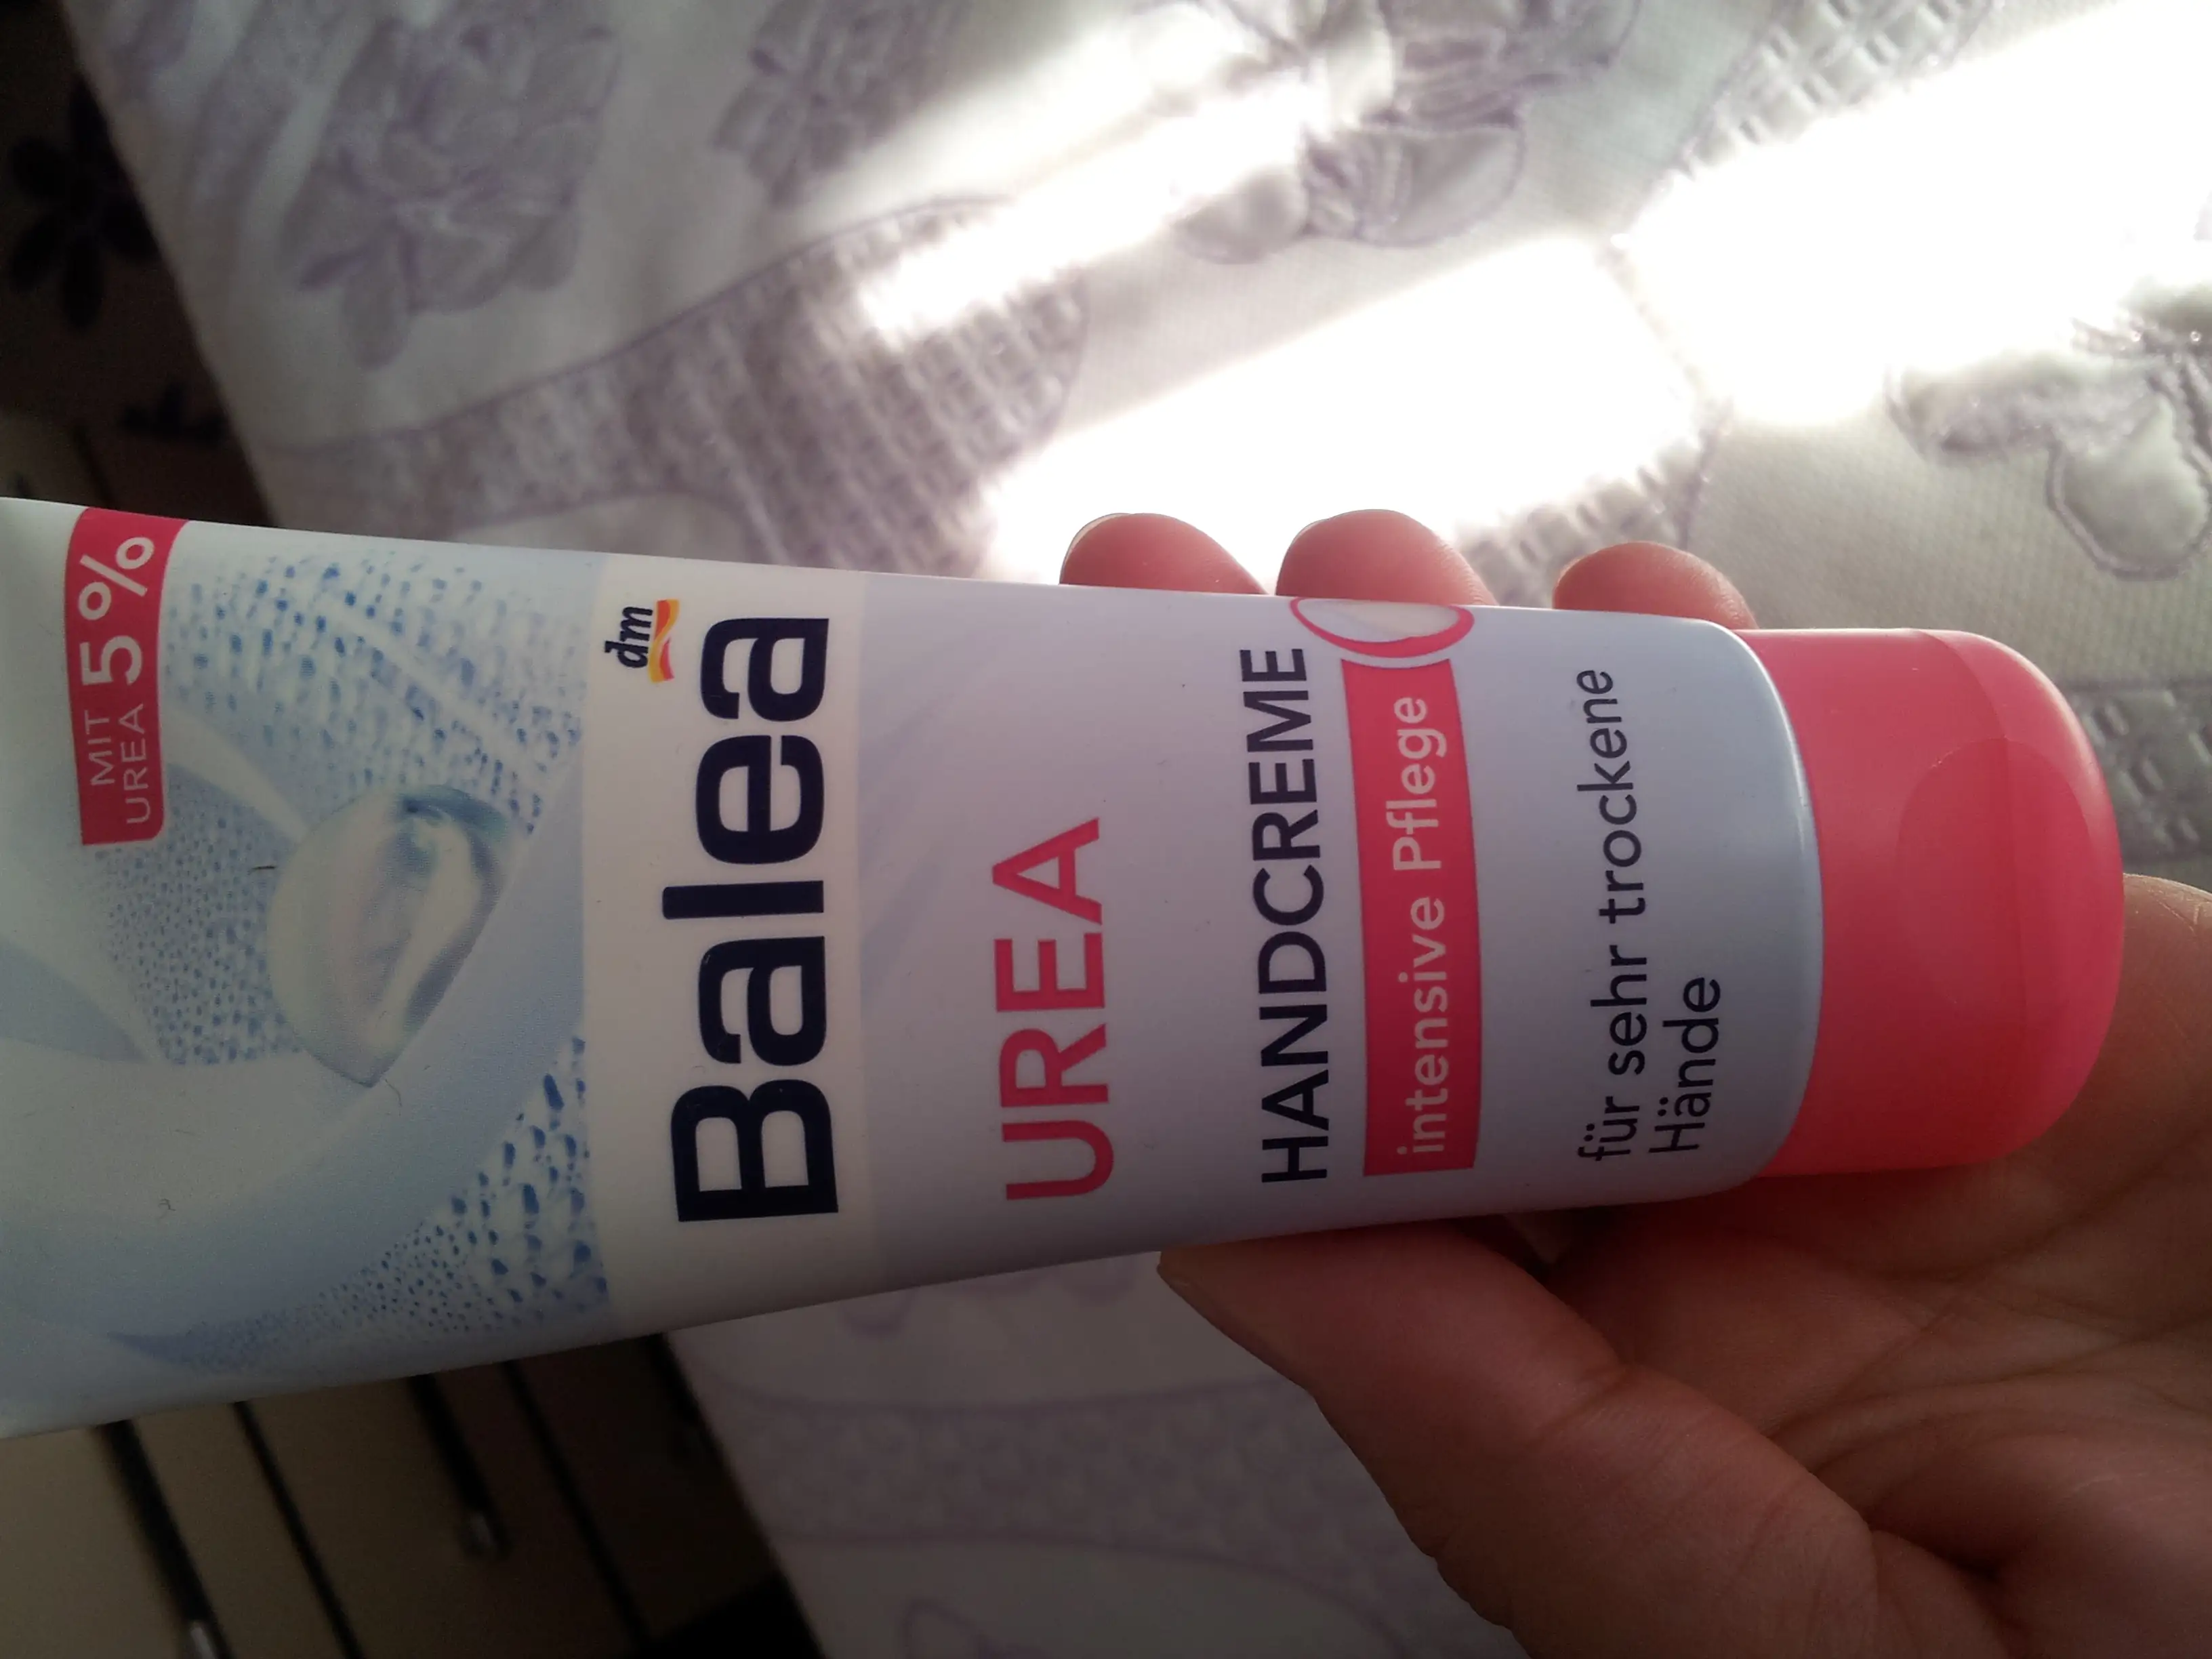 MIT
UREA 5%
dm
Balea
UREA
HANDCREME
intensive Pflege
für sehr trockene
Hände